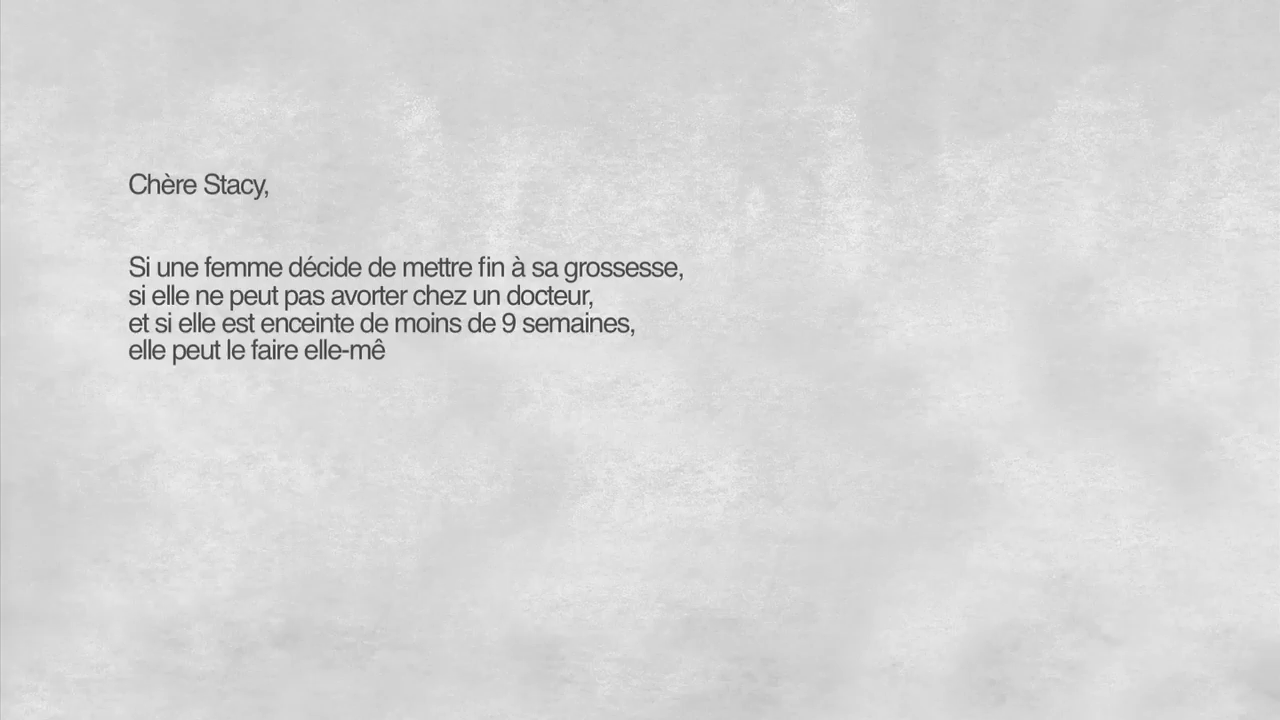 Chère Stacy,
Si une femme décide de mettre fin à sa grossesse,
si elle ne peut pas avorter chez un docteur,
et si elle est enceinte de moins de 9 semaines,
elle peut le faire elle-mê